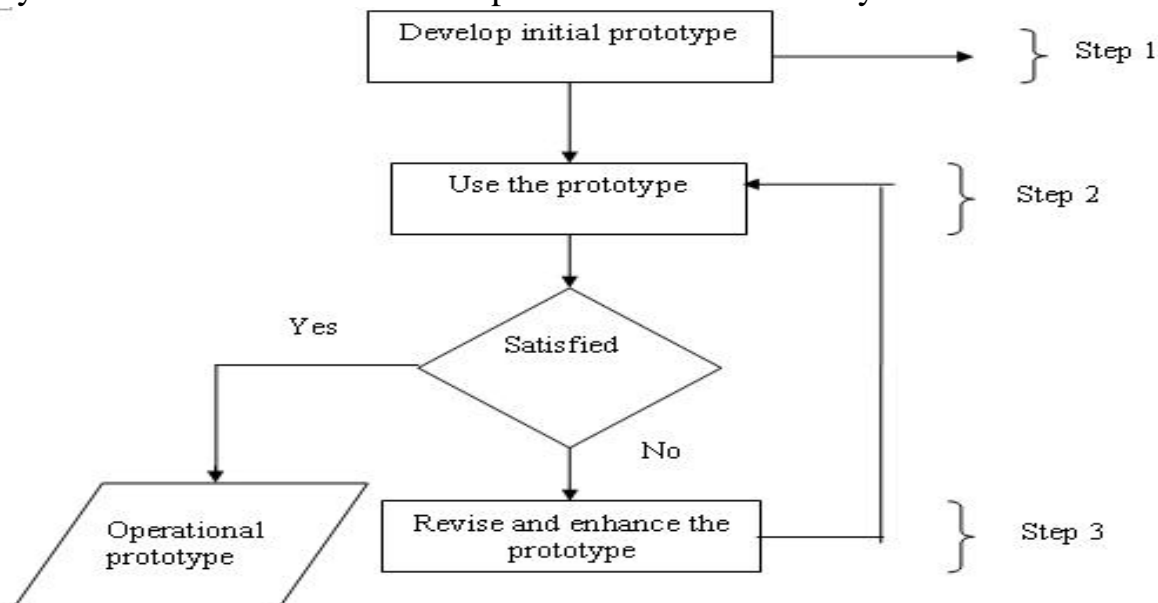 Develop initial prototype
Step 1
Use the prototype
Step 2
Yes
Satisfied
No
Operational
prototype
Revise and enhance the
prototype
Step 3